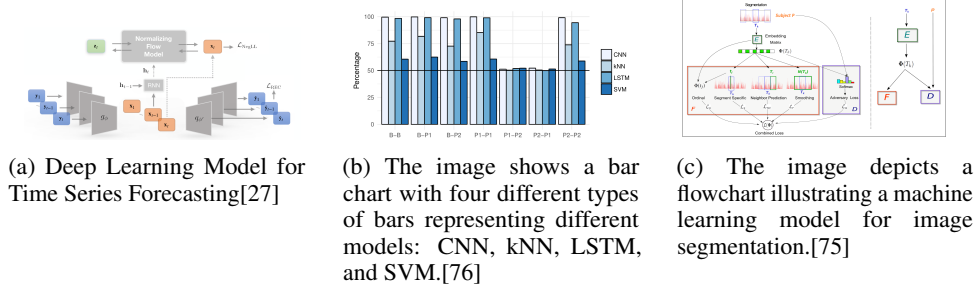 Normalizing
Flow
Model
RNN
100
75
50
25
0
Percentage
B-B B-P1 B-P2 P1-P1 P1-P2 P2-P1 P2-P2
CNN
kNN
LSTM
SVM
Segmentation
Subject P
E
Embedding
Matrix
Φ(T_k)
Ordinal Segment Specific Neighbor Prediction Smoothing
Softmax
Adversary Loss
F
D
Combined Loss
E
Φ(T_k)
F
D
(a) Deep Learning Model for
Time Series Forecasting[27]
(b) The image shows a bar
chart with four different types
of bars representing different
models: CNN, kNN, LSTM,
and SVM.[76]
(c) The image depicts a
flowchart illustrating a machine
learning model for image
segmentation.[75]